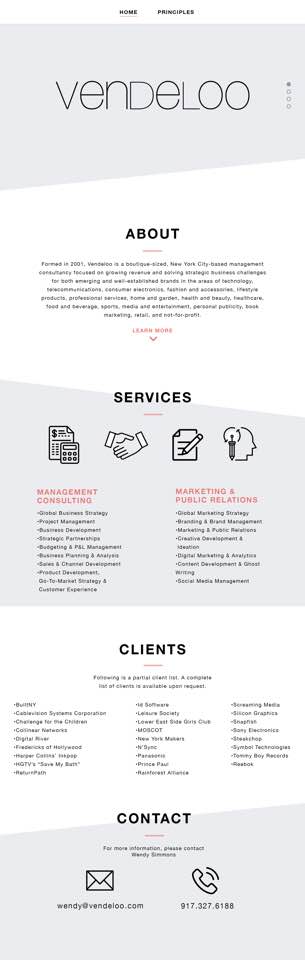 HOME PRINCIPLES
VENDELOO
ABOUT
Formed in 2001, Vendeloo is a boutique-sized, New York City-based management
consultancy focused on growing revenue and solving strategic business challenges
for both emerging and well-established brands in the areas of technology,
telecommunications, consumer electronics, fashion and accessories, lifestyle
products, professional services, home and garden, health and beauty, healthcare,
food and beverage, sports, media and entertainment, personal publicity, book
marketing, retail, and not-for-profit.
LEARN MORE
SERVICES
MANAGEMENT
CONSULTING
•Global Business Strategy
•Project Management
•Business Development
•Strategic Partnerships
•Budgeting & P&L Management
•Business Planning & Analysis
•Sales & Channel Development
•Product Development,
Go-To-Market Strategy &
Customer Experience
MARKETING &
PUBLIC RELATIONS
•Global Marketing Strategy
•Branding & Brand Management
•Public Relations
•Creative Development &
Ideation
•Digital Marketing & Analytics
•Content Development & Ghost
Writing
•Social Media Management
CLIENTS
Following is a partial client list. A complete
list of clients is available upon request.
•BuiltNY
•Cablevision Systems Corporation
•Challenge for the Children
•Collinear Networks
•Digital River
•Fredericks of Hollywood
•Harper Collins' Inkpop
•HGTV's "Save My Bath"
•ReturnPath
•Id Software
•Leisure Society
•Lower East Side Girls Club
•MOSCOT
•New York Makers
•N'Sync
•Panasonic
•Prince Paul
•Rainforest Alliance
•Screaming Media
•Silicon Graphics
•Snapfish
•Sony Electronics
•Steakshop
•Symbol Technologies
•Tommy Boy Records
•Reebok
CONTACT
For more information, please contact
Wendy Simmons
wendy@vendeloo.com
917.327.6188